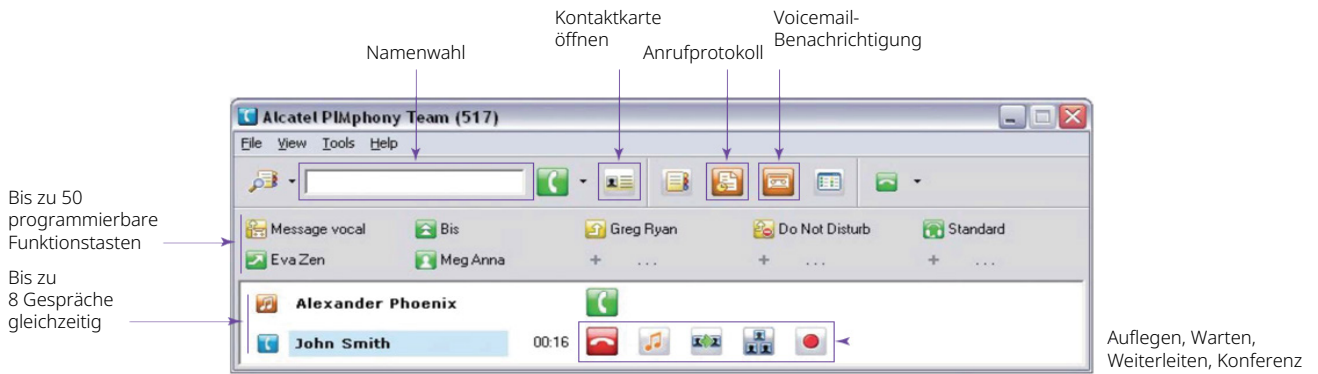 Kontaktkarte
öffnen
Voicemail-
Benachrichtigung
Namenwahl
Anrufprotokoll
Alcatel PIMphony Team (517)
File View Tools Help
Bis zu 50
programmierbare
Funktionstasten
Message vocal Bis Greg Ryan Do Not Disturb Standard
Eva Zen Meg Anna + ... + ... + ...
Bis zu
8 Gespräche
gleichzeitig
Alexander Phoenix
John Smith 00:16
Auflegen, Warten,
Weiterleiten, Konferenz